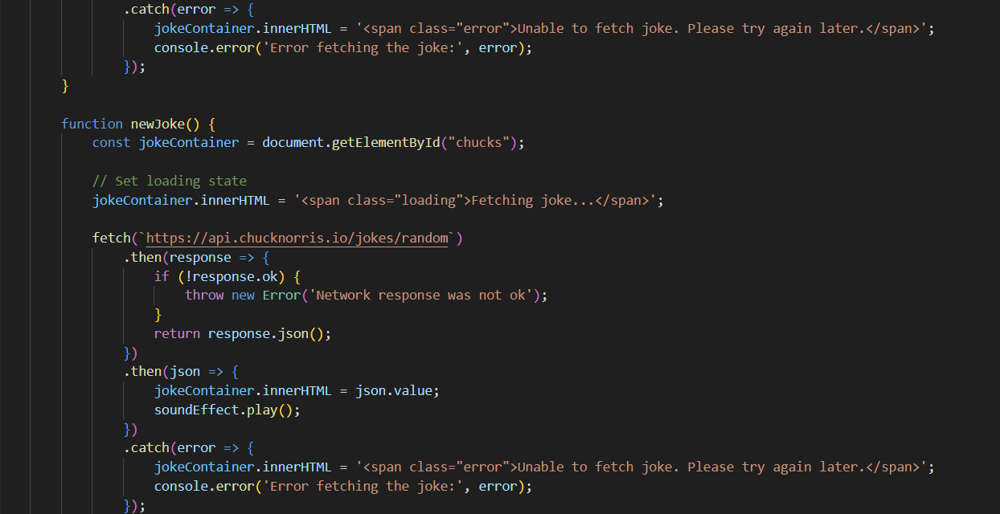 .catch(error => {
jokeContainer.innerHTML = '<span class="error">Unable to fetch joke. Please try again later.</span>';
console.error('Error fetching the joke:', error);
});
}
function newJoke() {
const jokeContainer = document.getElementById("chucks");
// Set loading state
jokeContainer.innerHTML = '<span class="loading">Fetching joke...</span>';
fetch(`https://api.chucknorris.io/jokes/random`)
.then(response => {
if (!response.ok) {
throw new Error('Network response was not ok');
}
return response.json();
})
.then(json => {
jokeContainer.innerHTML = json.value;
soundEffect.play();
})
.catch(error => {
jokeContainer.innerHTML = '<span class="error">Unable to fetch joke. Please try again later.</span>';
console.error('Error fetching the joke:', error);
});